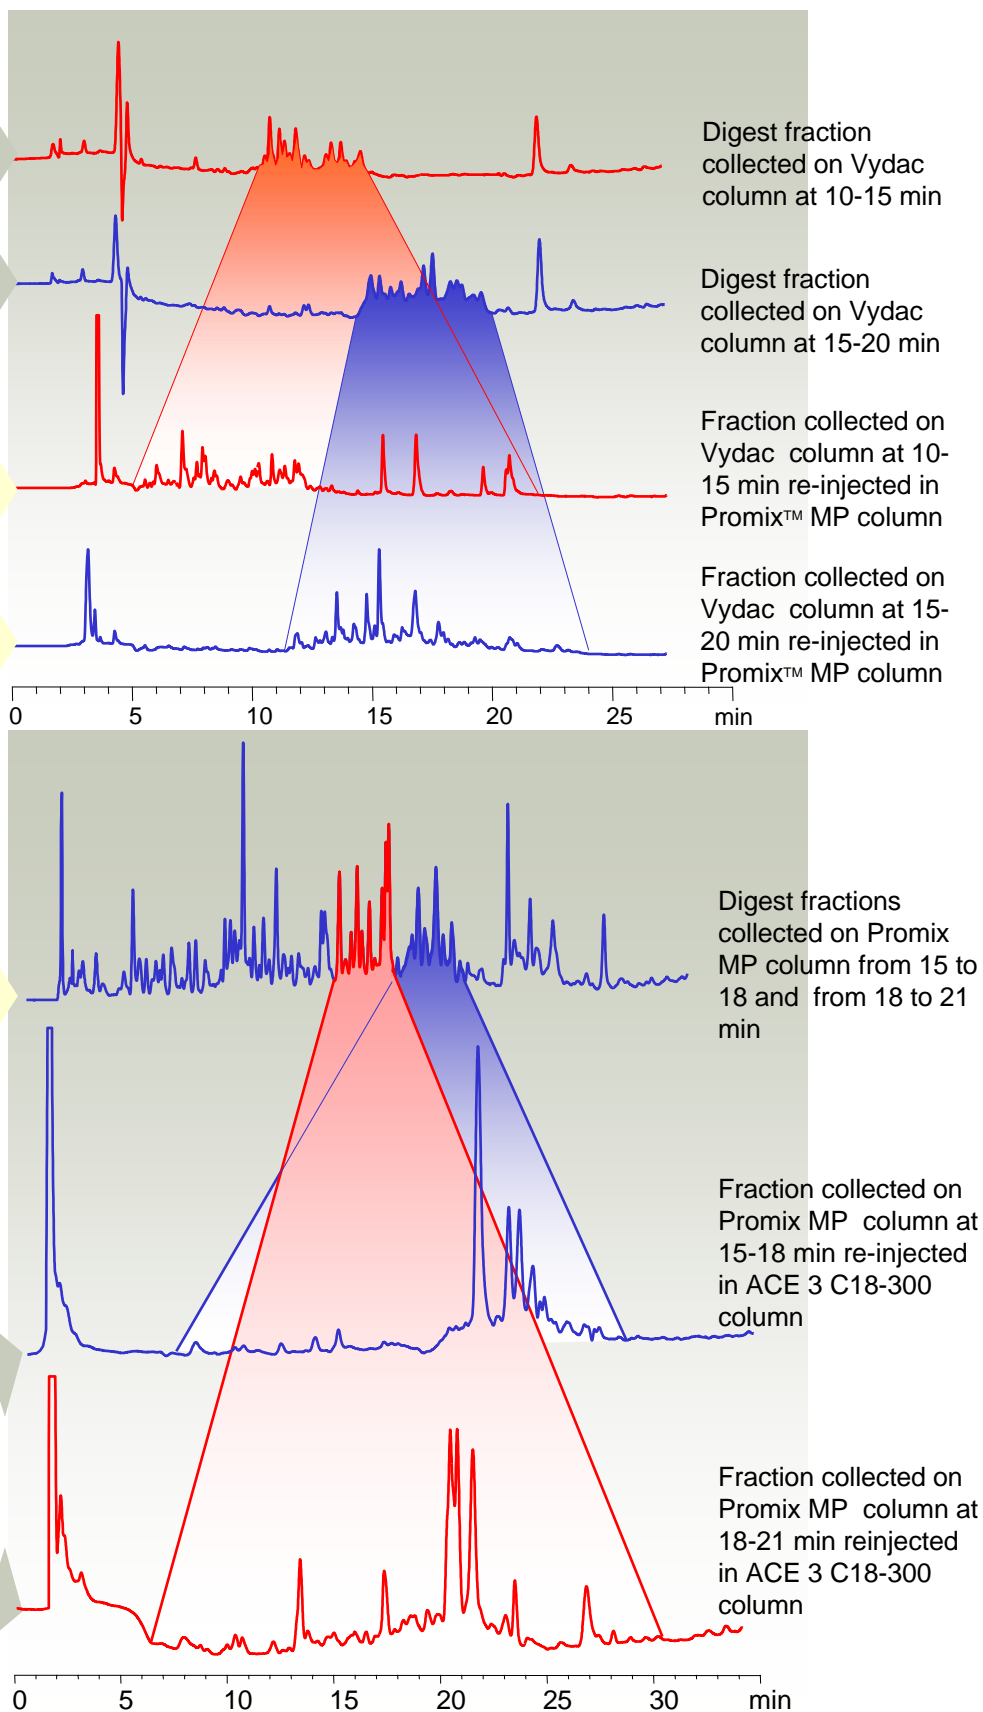 Digest fraction
collected on Vydac
column at 10-15 min
Digest fraction
collected on Vydac
column at 15-20 min
Fraction collected on
Vydac column at 10-
15 min re-injected in
Promix™ MP column
Fraction collected on
Vydac column at 15-
20 min re-injected in
Promix™ MP column
0 5 10 15 20 25 min
Digest fractions
collected on Promix
MP column from 15 to
18 and from 18 to 21
min
Fraction collected on
Promix MP column at
15-18 min re-injected
in ACE 3 C18-300
column
Fraction collected on
Promix MP column at
18-21 min reinjected
in ACE 3 C18-300
column
0 5 10 15 20 25 30 min